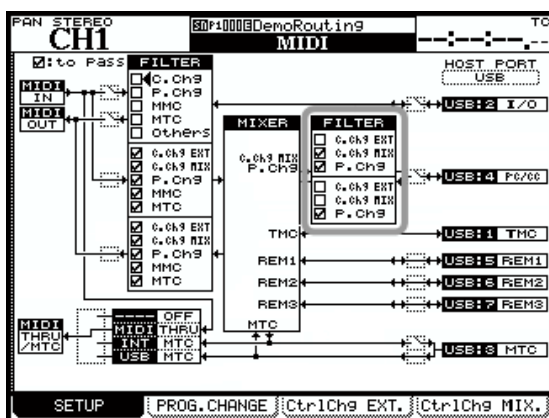 PAN STEREO
CH1
P1000 DemoRouting
TC
MIDI
--:--:--.--
☑:to Pass
FILTER
C.Chg
P.Chg
MMC
MTC
Others
MIDI IN
MIDI OUT
C.Chg EXT
C.Chg MIX
P.Chg
MMC
MTC
C.Chg EXT
C.Chg MIX
P.Chg
MMC
MTC
MIXER
C.Chg MIX
P.Chg
TMC
REM1
REM2
REM3
MTC
FILTER
C.Chg EXT
C.Chg MIX
P.Chg
C.Chg EXT
C.Chg MIX
P.Chg
HOST PORT
USB
USB:2 I/O
USB:4 PC/CC
USB:1 TMC
USB:5 REM1
USB:6 REM2
USB:7 REM3
USB:8 MTC
MIDI THRU /MTC
---- OFF
MIDI THRU
INT MTC
USB MTC
SETUP
PROG.CHANGE
CtrlChg EXT.
CtrlChg MIX.